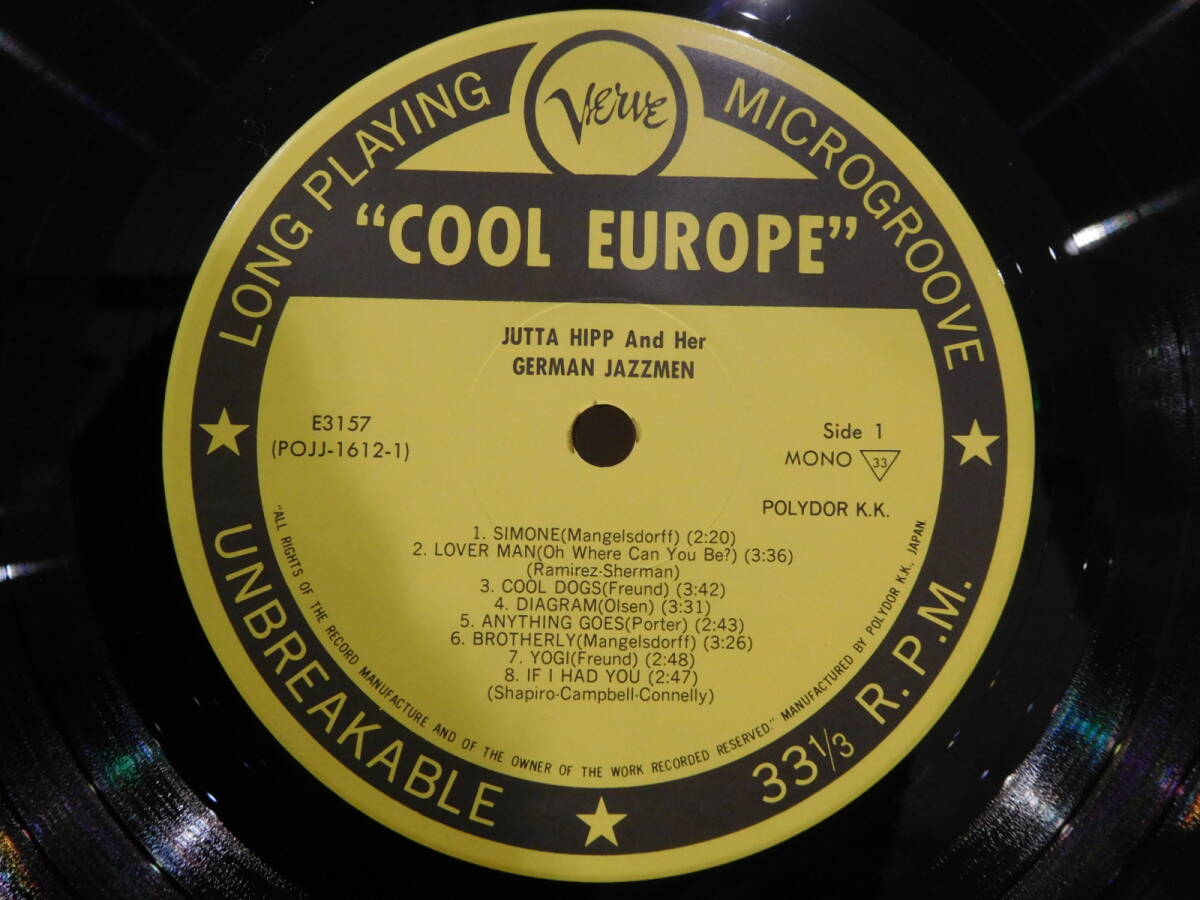 Verve
LONG PLAYING
MICROGROOVE
"COOL EUROPE"
JUTTA HIPP And Her
GERMAN JAZZMEN
E3157
(POJJ-1612-1)
Side 1
MONO 33
POLYDOR K.K.
1. SIMONE(Mangelsdorff) (2:20)
2. LOVER MAN(Oh Where Can You Be?) (3:36)
(Ramirez-Sherman)
3. COOL DOGS(Freund) (3:42)
4. DIAGRAM(Olsen) (3:31)
5. ANYTHING GOES(Porter) (2:43)
6. BROTHERLY(Mangelsdorff) (3:26)
7. YOGI(Freund) (2:48)
8. IF I HAD YOU (2:47)
(Shapiro-Campbell-Connelly)
"ALL RIGHTS OF THE RECORD MANUFACTURE AND OF THE OWNER OF THE WORK RECORDED RESERVED." MANUFACTURED BY POLYDOR K.K., JAPAN.
UNBREAKABLE
33 1/3 R.P.M.